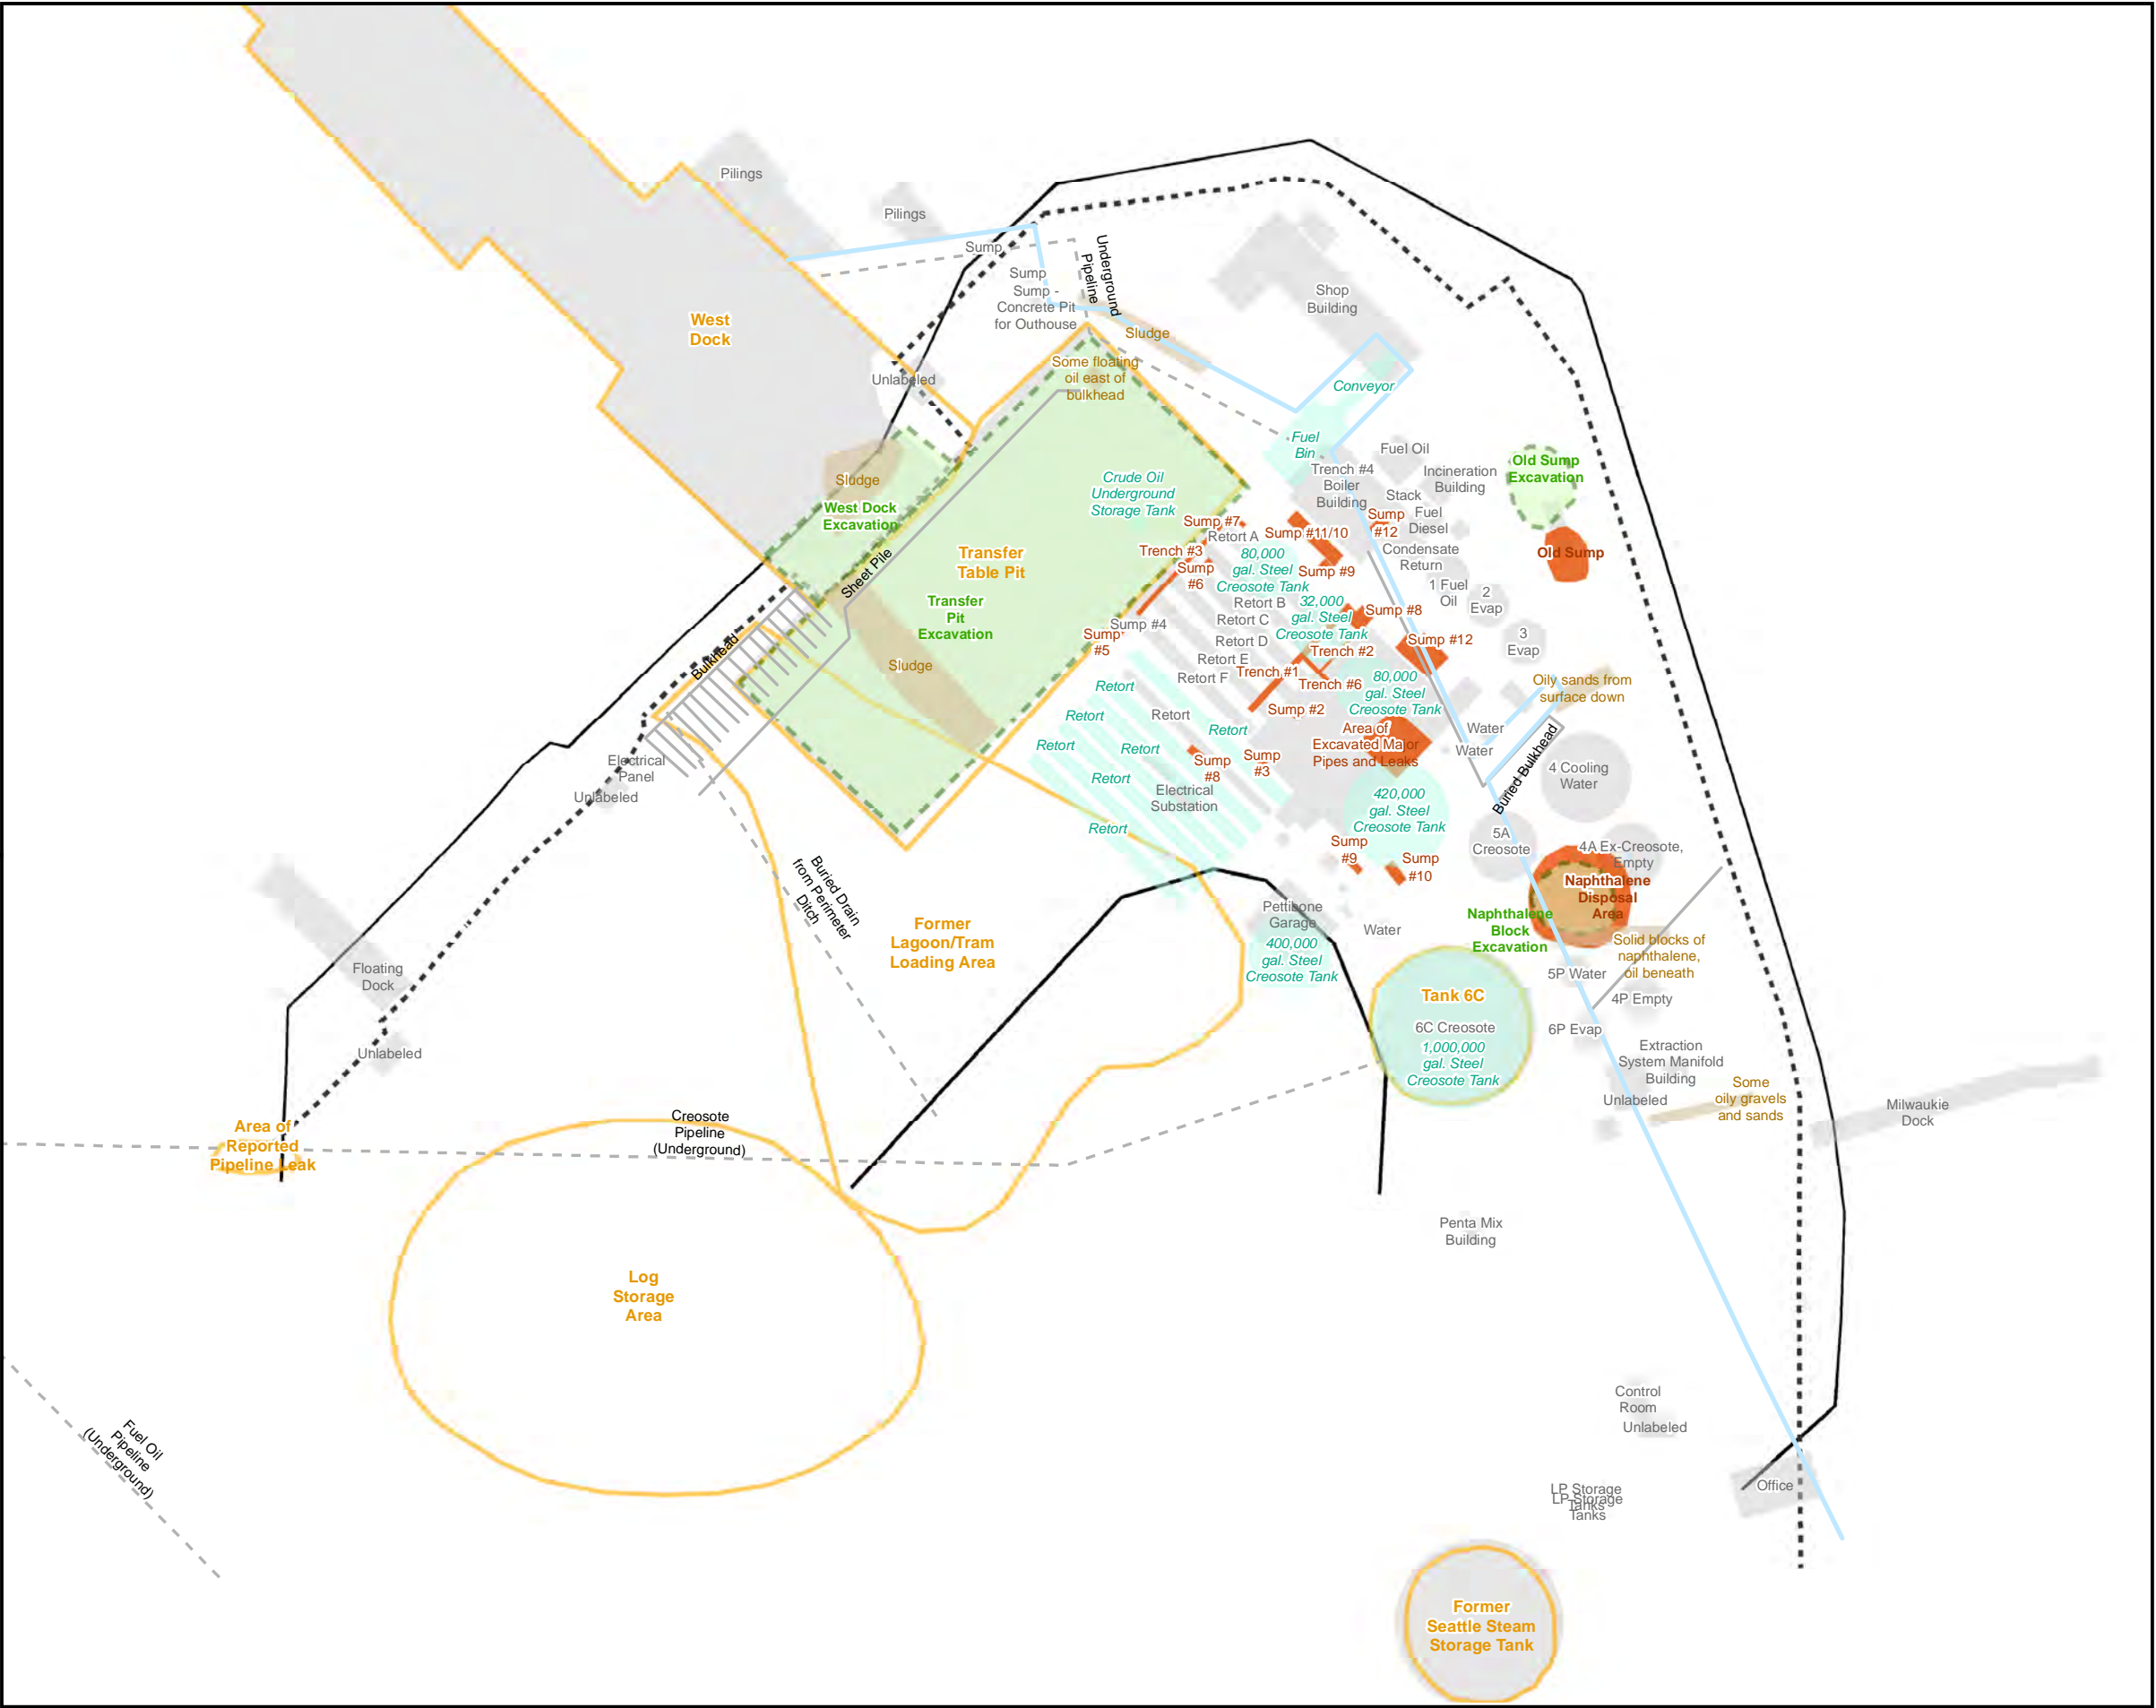 Pilings
Pilings
Sump
Underground
Pipeline
Sump
Sump -
Concrete Pit
for Outhouse
Shop
Building
West
Dock
Sludge
Some floating
oil east of
bulkhead
Unlabeled
Conveyor
Fuel
Bin
Fuel Oil
Trench #4
Boiler
Building
Incineration
Building
Old Sump
Excavation
Sludge
Crude Oil
Underground
Storage Tank
Stack
Fuel
Diesel
West Dock
Excavation
Sump #7
Sump #11/10
Sump
#12
Retort A
Trench #3
80,000
gal. Steel
Creosote Tank
Condensate
Return
Old Sump
Transfer
Table Pit
Sheet Pile
Sump
#6
Sump #9
1 Fuel
Oil
2
Evap
Transfer
Pit
Excavation
Retort B
32,000
gal. Steel
Creosote Tank
Sump #8
Retort C
Sump #4
Sump
#5
Retort D
Sump #12
3
Evap
Bulkhead
Sludge
Retort E
Trench #2
Retort F
Trench #1
Trench #6
80,000
gal. Steel
Creosote Tank
Oily sands from
surface down
Retort
Retort
Retort
Sump #2
Retort
Area of
Excavated Major
Pipes and Leaks
Water
Water
Buried Bulkhead
Retort
Retort
Sump
#8
Sump
#3
Electrical
Panel
Unlabeled
Retort
Electrical
Substation
4 Cooling
Water
420,000
gal. Steel
Creosote Tank
Retort
5A
Creosote
Sump
#9
Sump
#10
4A Ex-Creosote,
Empty
Buried Drain
from Perimeter
Ditch
Naphthalene
Disposal
Area
Pettibone
Garage
Water
Naphthalene
Block
Excavation
Former
Lagoon/Tram
Loading Area
400,000
gal. Steel
Creosote Tank
Solid blocks of
naphthalene,
oil beneath
Floating
Dock
5P Water
Tank 6C
4P Empty
6C Creosote
6P Evap
1,000,000
gal. Steel
Creosote Tank
Unlabeled
Extraction
System Manifold
Building
Some
oily gravels
and sands
Unlabeled
Milwaukie
Dock
Creosote
Pipeline
(Underground)
Area of
Reported
Pipeline Leak
Penta Mix
Building
Log
Storage
Area
Control
Room
Unlabeled
Fuel Oil
Pipeline
(Underground)
Office
LP Storage
Tanks
LP Storage
Tanks
Former
Seattle Steam
Storage Tank